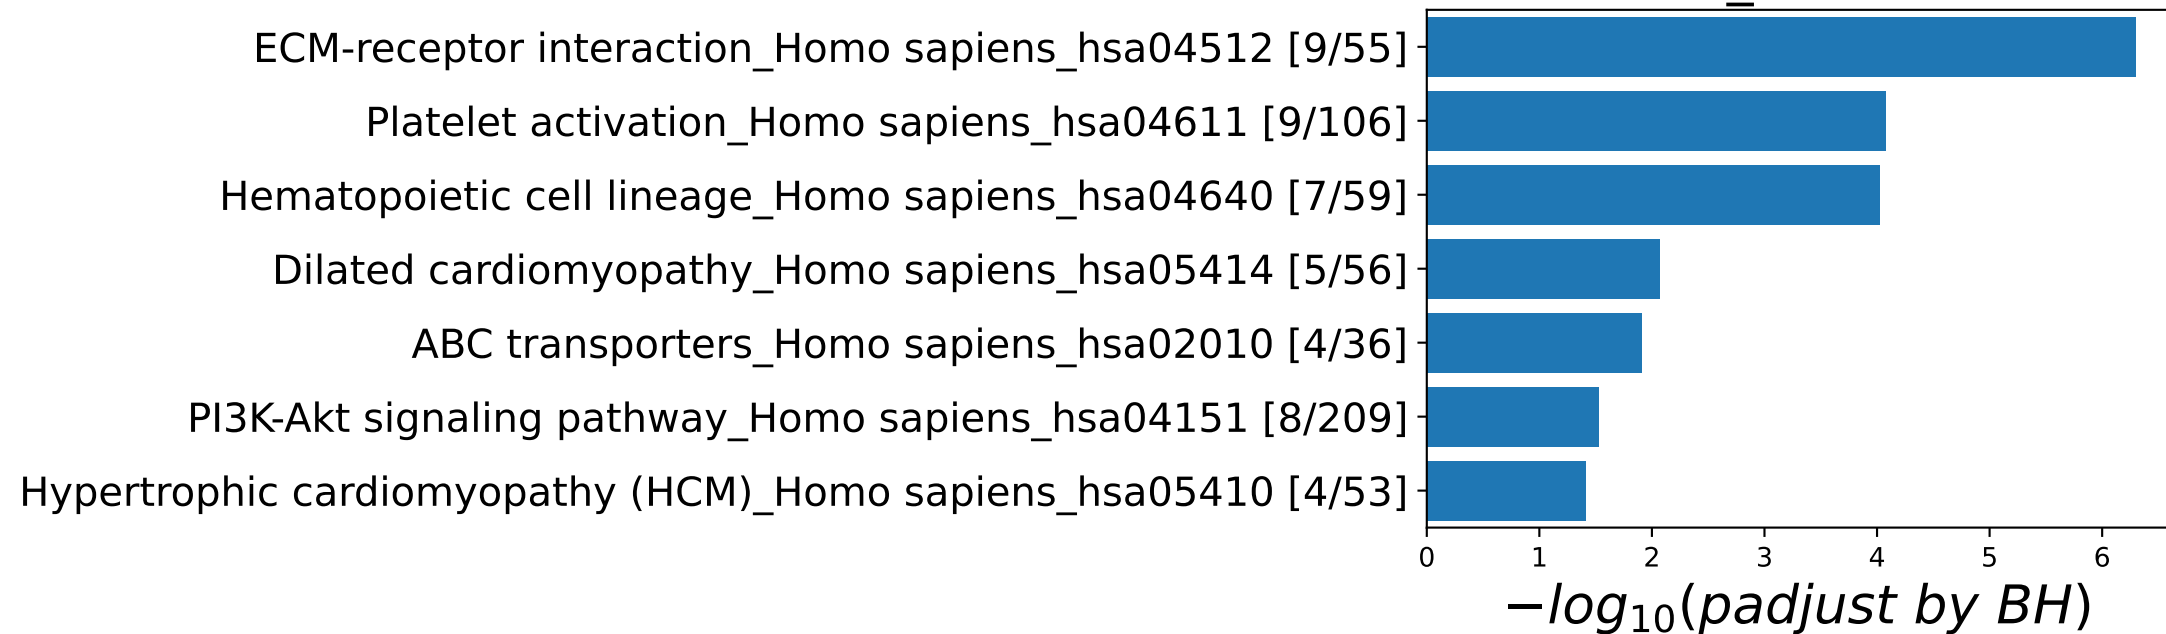 ECM-receptor interaction_Homo sapiens_hsa04512 [9/55]
Platelet activation_Homo sapiens_hsa04611 [9/106]
Hematopoietic cell lineage_Homo sapiens_hsa04640 [7/59]
Dilated cardiomyopathy_Homo sapiens_hsa05414 [5/56]
ABC transporters_Homo sapiens_hsa02010 [4/36]
PI3K-Akt signaling pathway_Homo sapiens_hsa04151 [8/209]
Hypertrophic cardiomyopathy (HCM)_Homo sapiens_hsa05410 [4/53]
0 1 2 3 4 5 6
−log₁₀(padjust by BH)